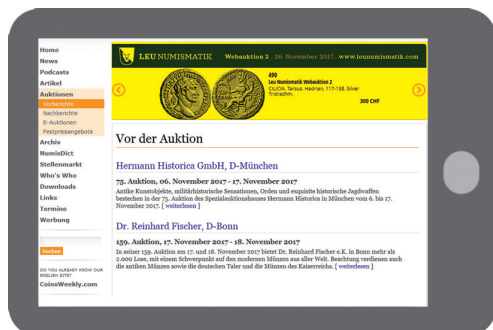 Home
News
Podcasts
Artikel
Auktionen
Vorberichte
Nachberichte
E-Auktionen
Festpreisangebote
Archiv
NumisDict
Stellenmarkt
Who's Who
Downloads
Links
Termine
Werbung
Suchen
DO YOU ALREADY KNOW OUR
ENGLISH SITE?
CoinsWeekly.com
LEU NUMISMATIK Webauktion 2 · 26. November 2017 · www.leunumismatik.com
490
Leu Numismatik Webauktion 2
CILICIA. Tarsus. Hadrian, 117-138. Silver
Tridrachm.
300 CHF
Vor der Auktion
Hermann Historica GmbH, D-München
75. Auktion, 06. November 2017 - 17. November 2017
Antike Kunstobjekte, militärhistorische Sensationen, Orden und exquisite historische Jagdwaffen
bestechen in der 75. Auktion des Spezialauktionshauses Hermann Historica in München vom 6. bis 17.
November 2017. [ weiterlesen ]
Dr. Reinhard Fischer, D-Bonn
159. Auktion, 17. November 2017 - 18. November 2017
In seiner 159. Auktion am 17. und 18. November 2017 bietet Dr. Reinhard Fischer e.K. in Bonn mehr als
2.000 Lose, mit einem Schwerpunkt auf den modernen Münzen aus aller Welt. Beachtung verdienen auch
die antiken Münzen sowie die deutschen Taler und die Münzen des Kaiserreichs. [ weiterlesen ]